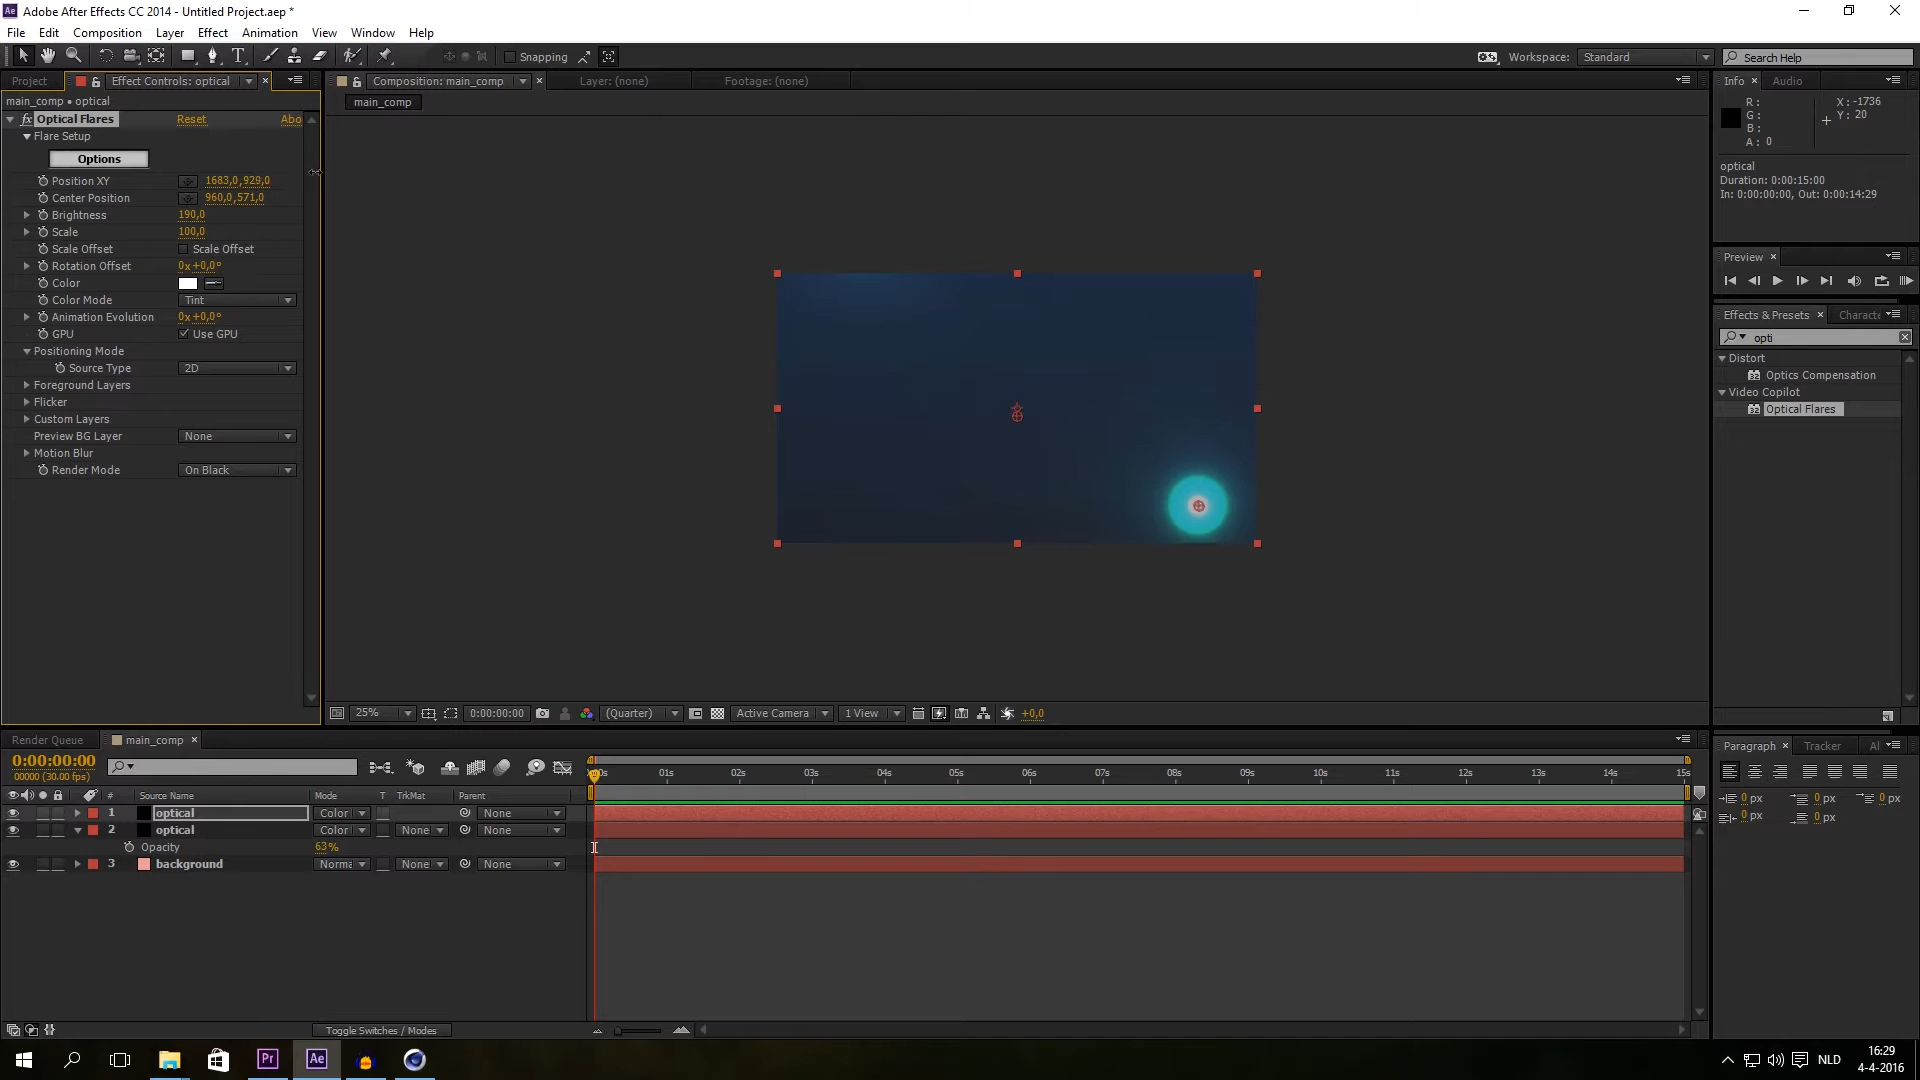 Adobe After Effects CC 2014 - Untitled Project.aep *
File Edit Composition Layer Effect Animation View Window Help
Snapping
Workspace: Standard
Search Help
Project
Effect Controls: optical
Composition: main_comp
Layer: (none)
Footage: (none)
Info
Audio
main_comp • optical
main_comp
R:
G:
B:
A: 0
X: -1736
Y: 20
Optical Flares
Reset
Abo
Flare Setup
Options
Position XY 1683,0,929,0
Center Position 960,0,571,0
Brightness 190,0
Scale 100,0
Scale Offset Scale Offset
Rotation Offset 0x+0,0°
Color
Color Mode Tint
Animation Evolution 0x+0,0°
GPU Use GPU
Positioning Mode
Source Type 2D
Foreground Layers
Flicker
Custom Layers
Preview BG Layer None
Motion Blur
Render Mode On Black
optical
Duration: 0:00:15:00
In: 0:00:00:00, Out: 0:00:14:29
Preview
Effects & Presets
Characte
opti
Distort
32 Optics Compensation
Video Copilot
32 Optical Flares
25%
0:00:00:00
(Quarter)
Active Camera
1 View
+0,0
Render Queue
main_comp
0:00:00:00
00000 (30.00 fps)
# Source Name Mode T TrkMat Parent
1 optical Color None
2 optical Color None None
Opacity 63%
3 background Norma None None
00s 01s 02s 03s 04s 05s 06s 07s 08s 09s 10s 11s 12s 13s 14s 15s
Toggle Switches / Modes
Paragraph
Tracker
Al
0 px 0 px 0 px
0 px 0 px
Pr Ae
NLD
16:29
4-4-2016